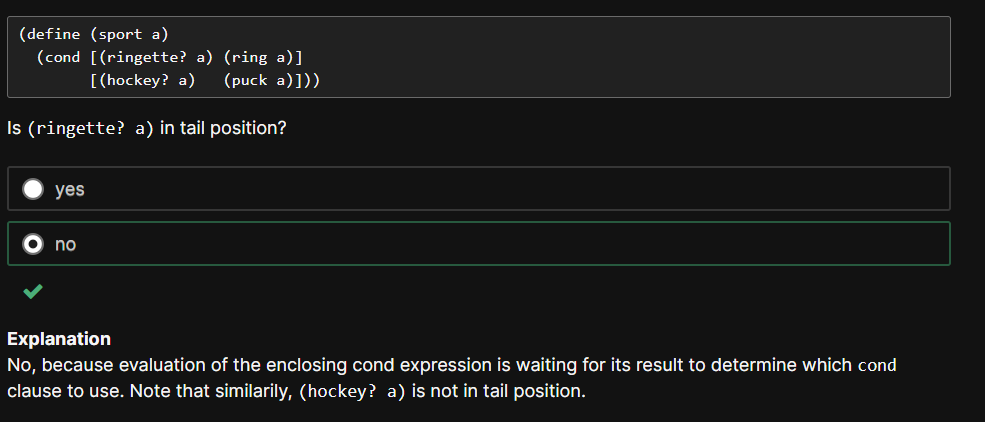 (define (sport a)
  (cond [(ringette? a) (ring a)]
        [(hockey? a)   (puck a)]))
Is (ringette? a) in tail position?
yes
no
Explanation
No, because evaluation of the enclosing cond expression is waiting for its result to determine which cond
clause to use. Note that similarily, (hockey? a) is not in tail position.